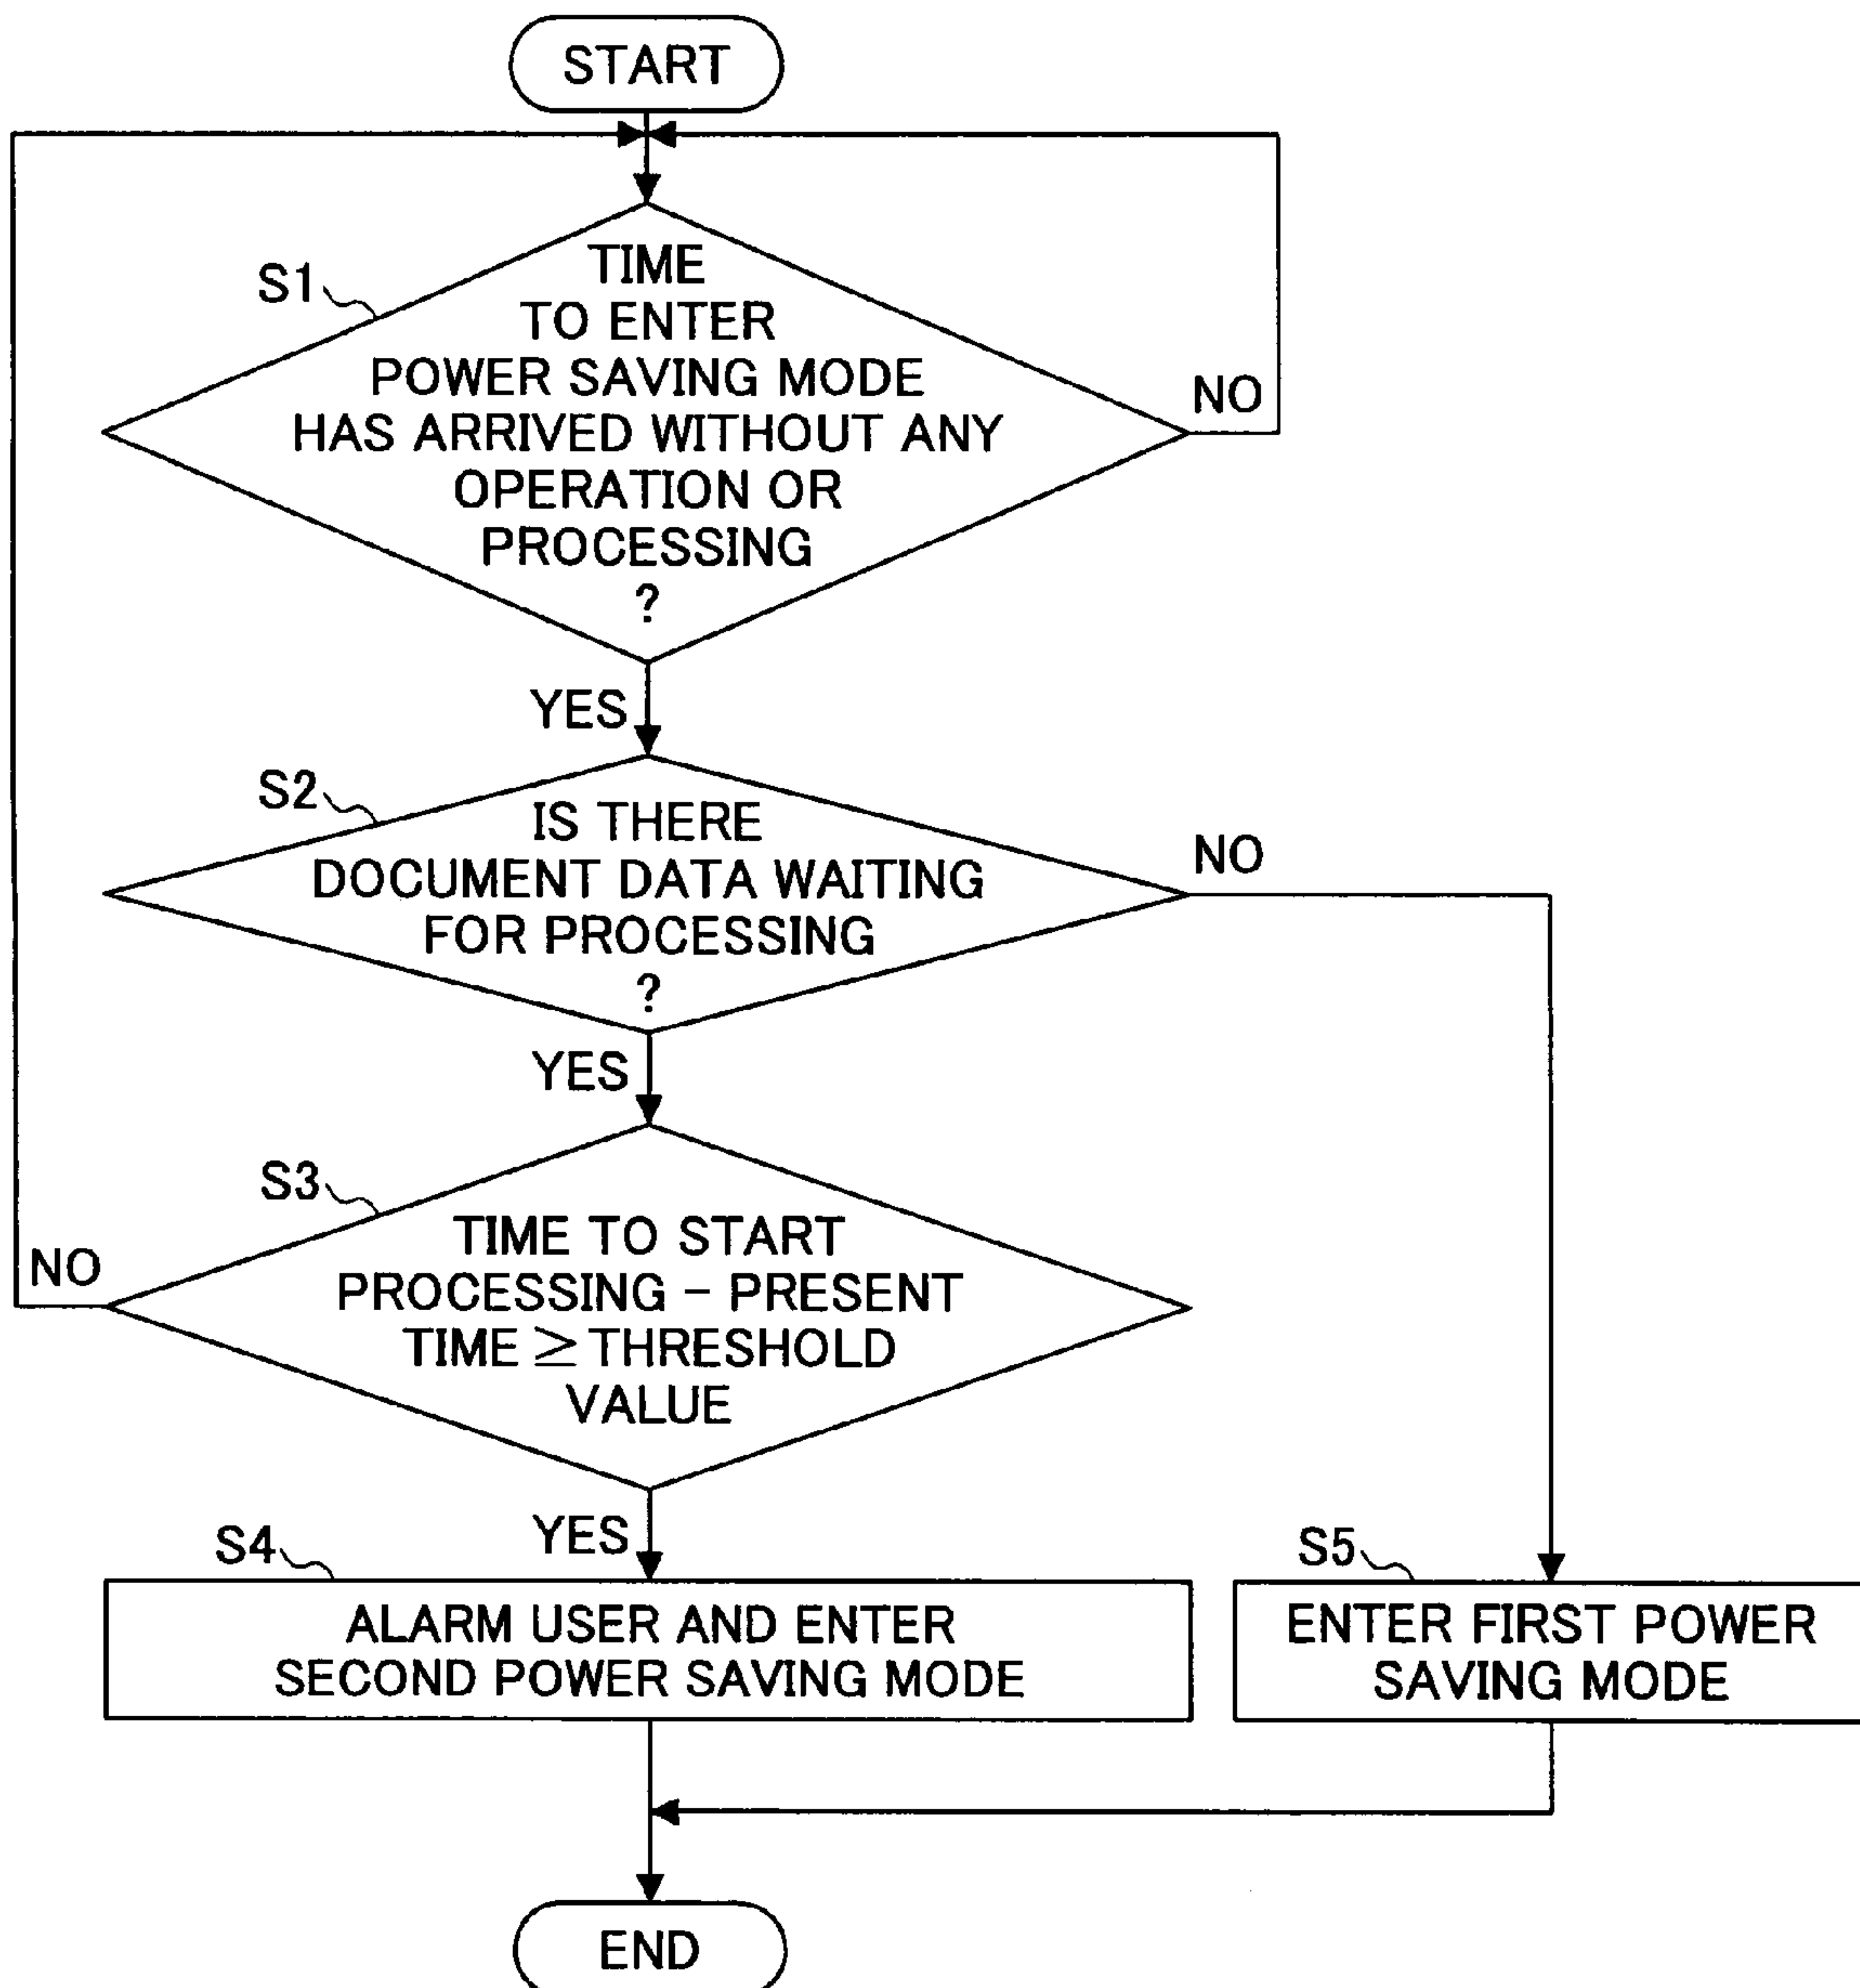 START
S1
TIME
TO ENTER
POWER SAVING MODE
HAS ARRIVED WITHOUT ANY
OPERATION OR
PROCESSING
?
NO
YES
S2
IS THERE
DOCUMENT DATA WAITING
FOR PROCESSING
?
NO
YES
S3
TIME TO START
PROCESSING – PRESENT
TIME ≥ THRESHOLD
VALUE
NO
YES
S4
ALARM USER AND ENTER
SECOND POWER SAVING MODE
S5
ENTER FIRST POWER
SAVING MODE
END